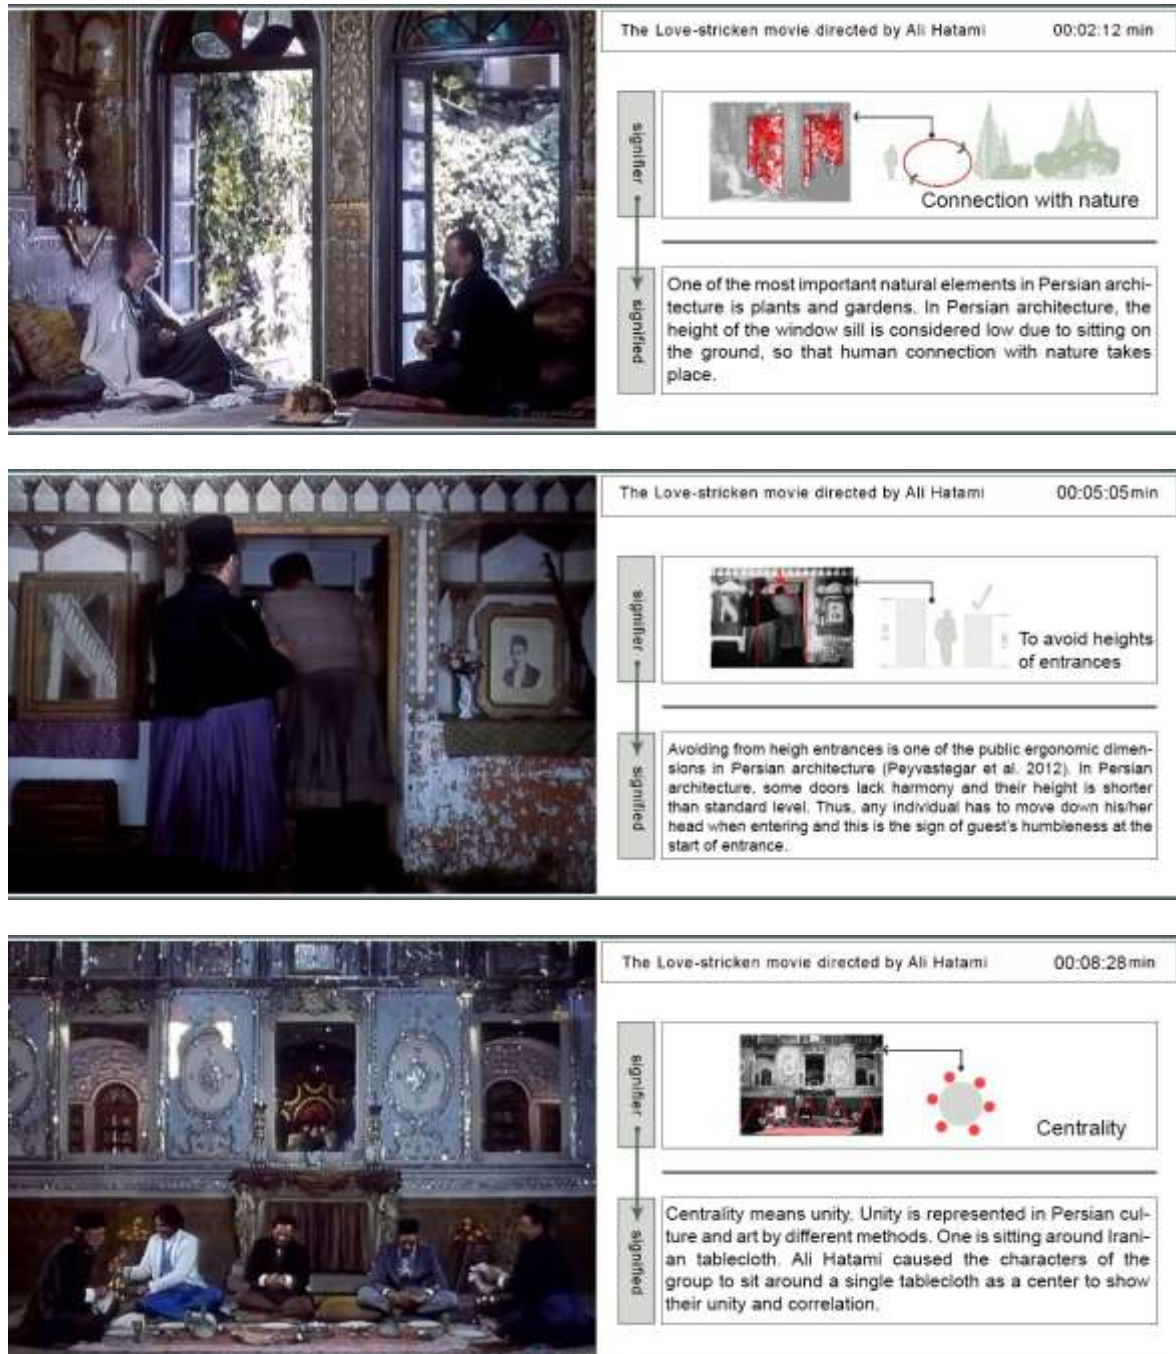 The Love-stricken movie directed by Ali Hatami 00:02:12 min
signifier
Connection with nature
signified
One of the most important natural elements in Persian archi-
tecture is plants and gardens. In Persian architecture, the
height of the window sill is considered low due to sitting on
the ground, so that human connection with nature takes
place.
The Love-stricken movie directed by Ali Hatami 00:05:05min
signifier
To avoid heights
of entrances
signified
Avoiding from heigh entrances is one of the public ergonomic dimen-
sions in Persian architecture (Peyvastegar et al. 2012). In Persian
architecture, some doors lack harmony and their height is shorter
than standard level. Thus, any individual has to move down his/her
head when entering and this is the sign of guest's humbleness at the
start of entrance.
The Love-stricken movie directed by Ali Hatami 00:08:28min
signifier
Centrality
signified
Centrality means unity. Unity is represented in Persian cul-
ture and art by different methods. One is sitting around Irani-
an tablecloth. Ali Hatami caused the characters of the
group to sit around a single tablecloth as a center to show
their unity and correlation.